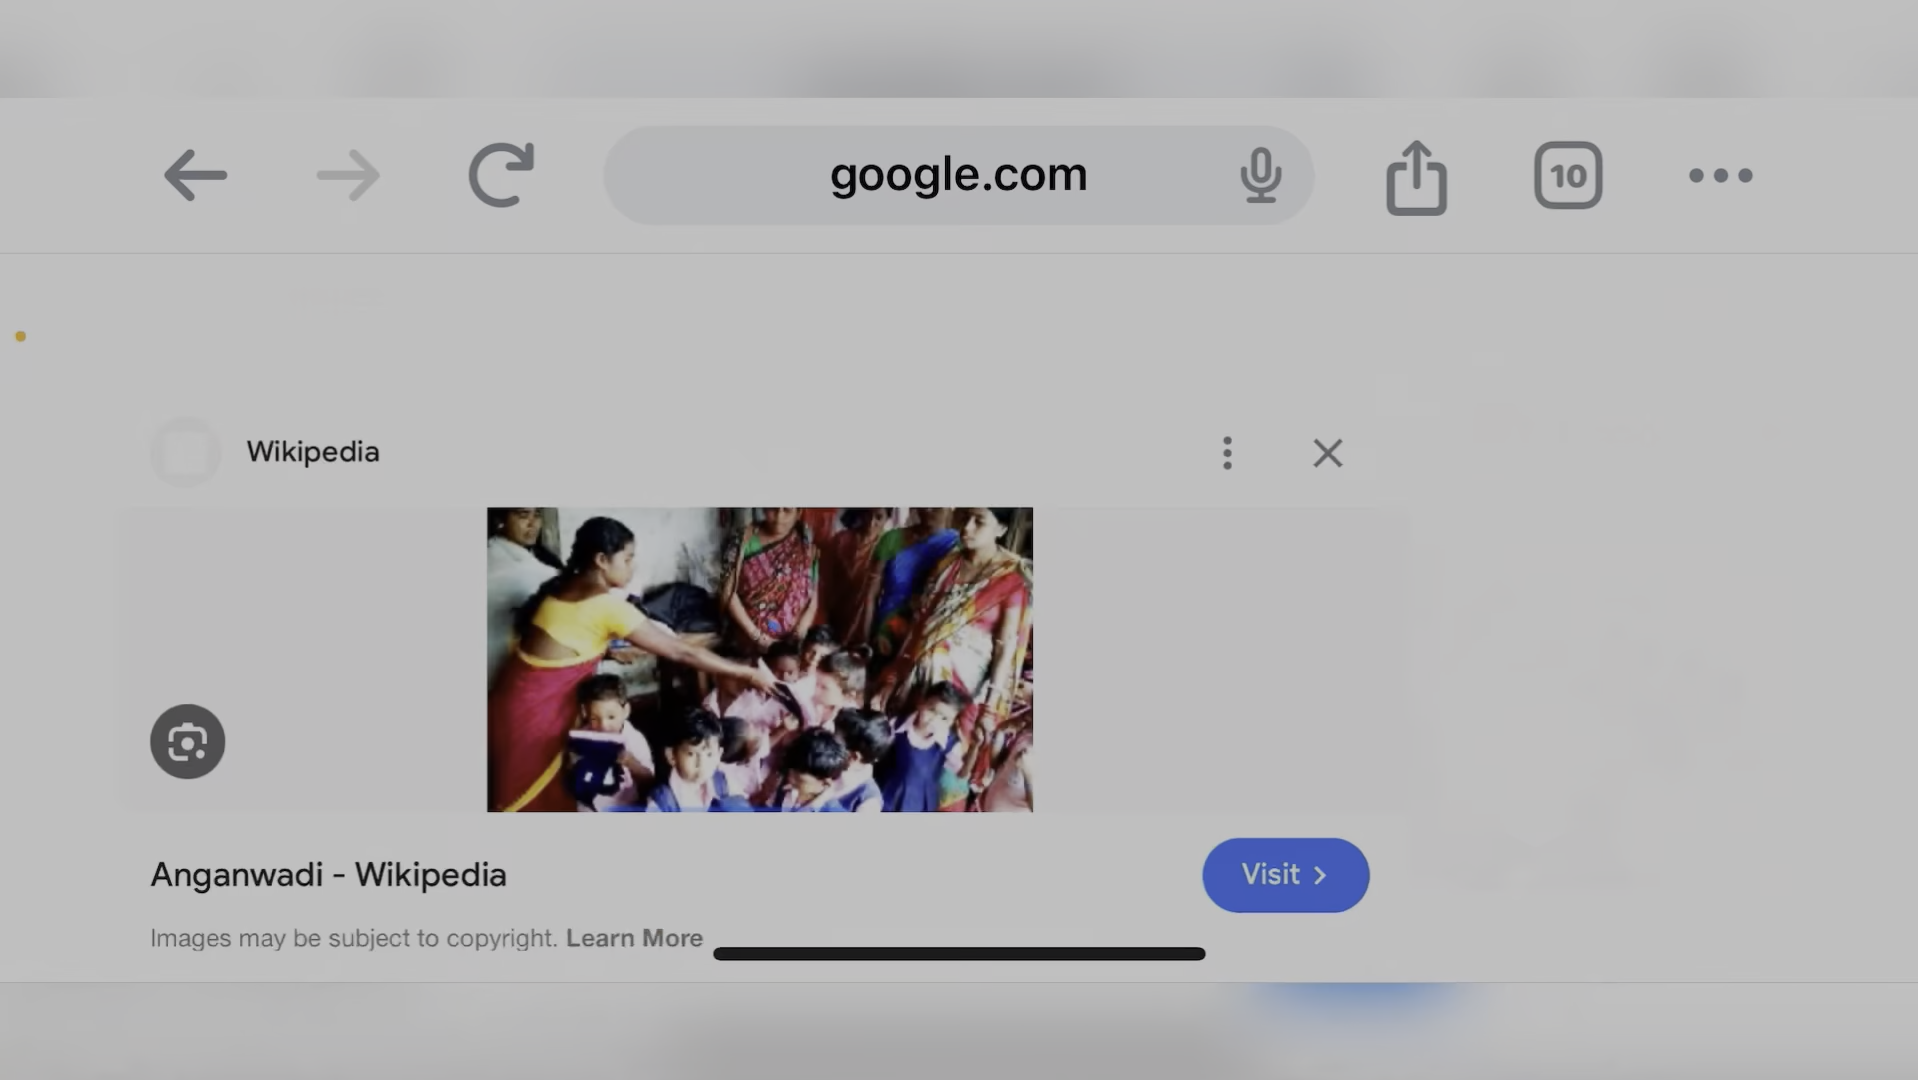 google.com
10
Wikipedia
Anganwadi - Wikipedia
Visit
Images may be subject to copyright. Learn More